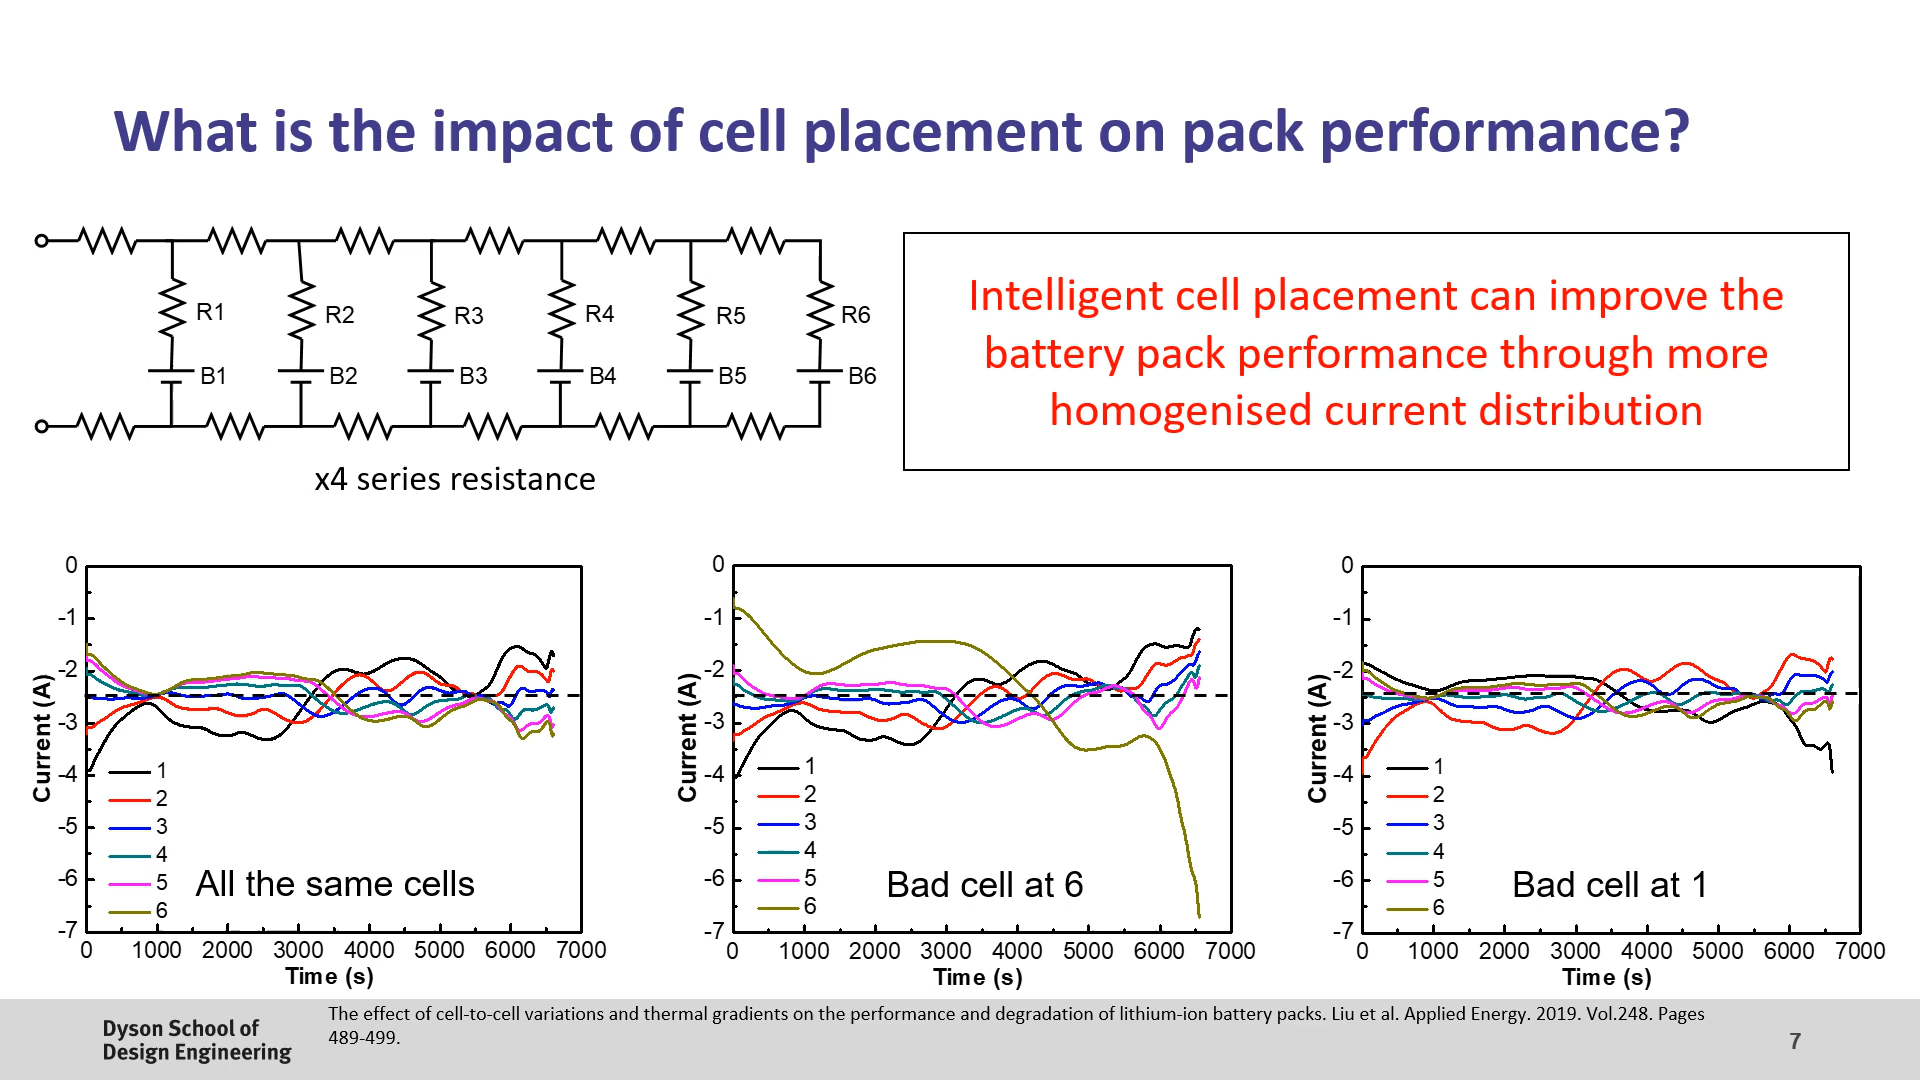 What is the impact of cell placement on pack performance?
R1 R2 R3 R4 R5 R6
B1 B2 B3 B4 B5 B6
x4 series resistance
Intelligent cell placement can improve the
battery pack performance through more
homogenised current distribution
0
-1
-2
-3
-4
-5
-6
-7
Current (A)
1
2
3
4
5
6
All the same cells
0 1000 2000 3000 4000 5000 6000 7000
Time (s)
0
-1
-2
-3
-4
-5
-6
-7
Current (A)
1
2
3
4
5
6
Bad cell at 6
0 1000 2000 3000 4000 5000 6000 7000
Time (s)
0
-1
-2
-3
-4
-5
-6
-7
Current (A)
1
2
3
4
5
6
Bad cell at 1
0 1000 2000 3000 4000 5000 6000 7000
Time (s)
Dyson School of
Design Engineering
The effect of cell-to-cell variations and thermal gradients on the performance and degradation of lithium-ion battery packs. Liu et al. Applied Energy. 2019. Vol.248. Pages
489-499.
7